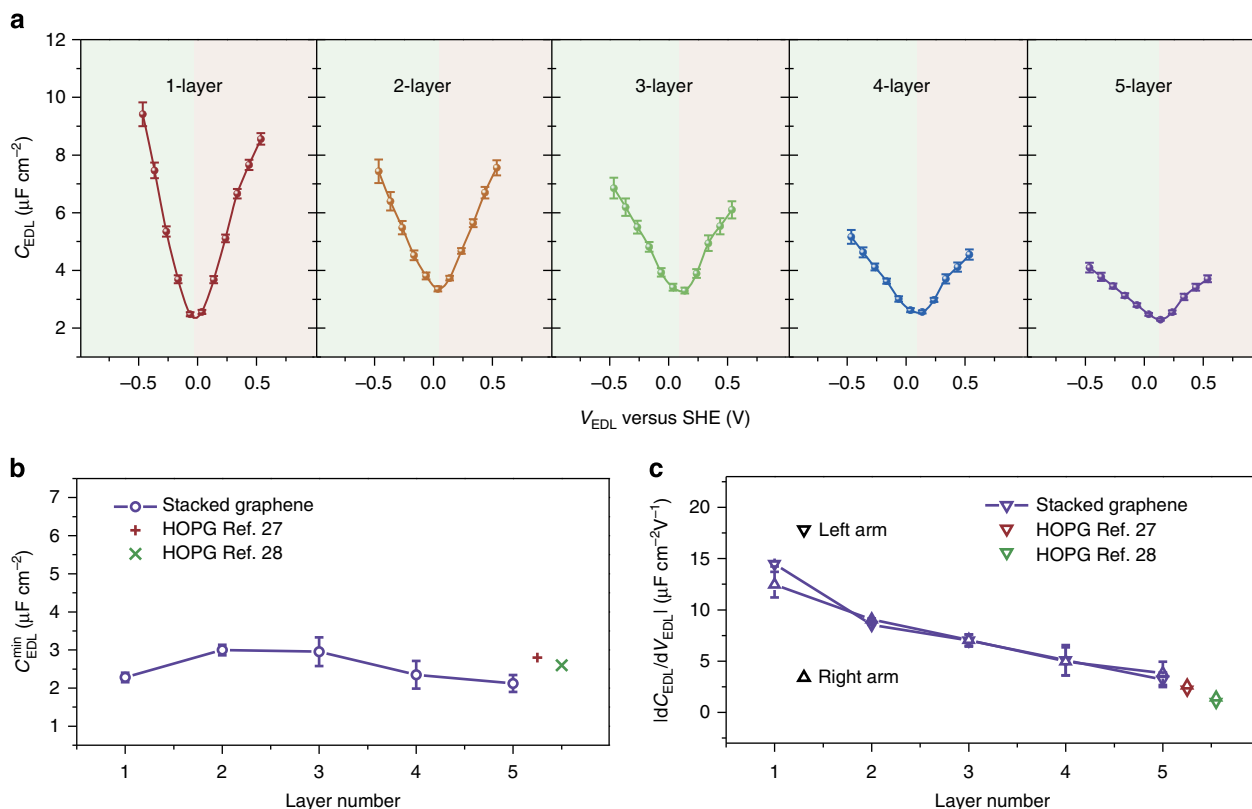 a
12
10
8
6
4
2
C_EDL (μF cm⁻²)
1-layer
2-layer
3-layer
4-layer
5-layer
−0.5 0.0 0.5 −0.5 0.0 0.5 −0.5 0.0 0.5 −0.5 0.0 0.5 −0.5 0.0 0.5
V_EDL versus SHE (V)
b
7
6
5
4
3
2
1
C_EDL^min (μF cm⁻²)
Stacked graphene
HOPG Ref. 27
HOPG Ref. 28
1 2 3 4 5
Layer number
c
20
15
10
5
0
|dC_EDL/dV_EDL| (μF cm⁻²V⁻¹)
Left arm
Right arm
Stacked graphene
HOPG Ref. 27
HOPG Ref. 28
1 2 3 4 5
Layer number